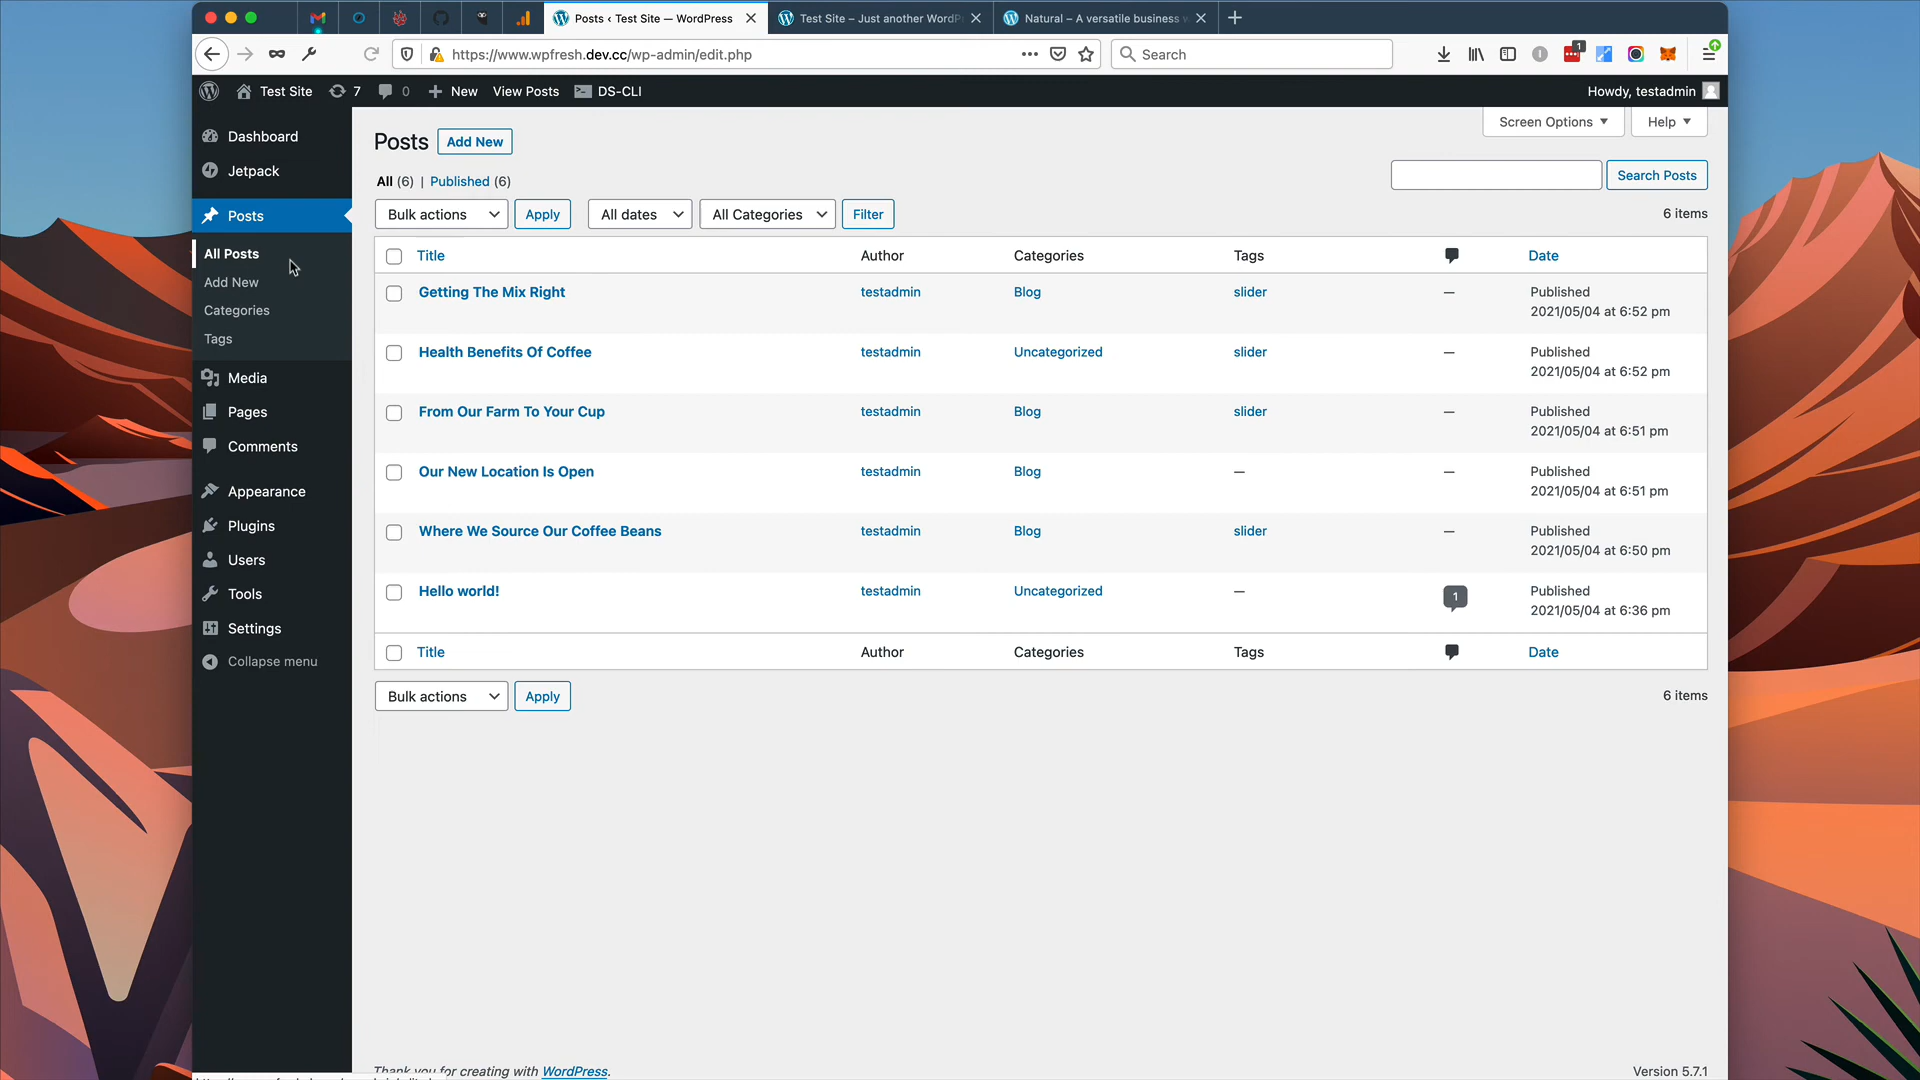 Posts ‹ Test Site — WordPress
Test Site – Just another WordP
Natural – A versatile business w
https://www.wpfresh.dev.cc/wp-admin/edit.php
Search
1
Test Site
7
0
New
View Posts
DS-CLI
Howdy, testadmin
Dashboard
Jetpack
Posts
All Posts
Add New
Categories
Tags
Media
Pages
Comments
Appearance
Plugins
Users
Tools
Settings
Collapse menu
Screen Options
Help
Posts
Add New
All (6) | Published (6)
Search Posts
Bulk actions
Apply
All dates
All Categories
Filter
6 items
Title Author Categories Tags Date
Getting The Mix Right testadmin Blog slider — Published
2021/05/04 at 6:52 pm
Health Benefits Of Coffee testadmin Uncategorized slider — Published
2021/05/04 at 6:52 pm
From Our Farm To Your Cup testadmin Blog slider — Published
2021/05/04 at 6:51 pm
Our New Location Is Open testadmin Blog — — Published
2021/05/04 at 6:51 pm
Where We Source Our Coffee Beans testadmin Blog slider — Published
2021/05/04 at 6:50 pm
Hello world! testadmin Uncategorized — 1 Published
2021/05/04 at 6:36 pm
Title Author Categories Tags Date
Bulk actions
Apply
6 items
Thank you for creating with WordPress.
Version 5.7.1